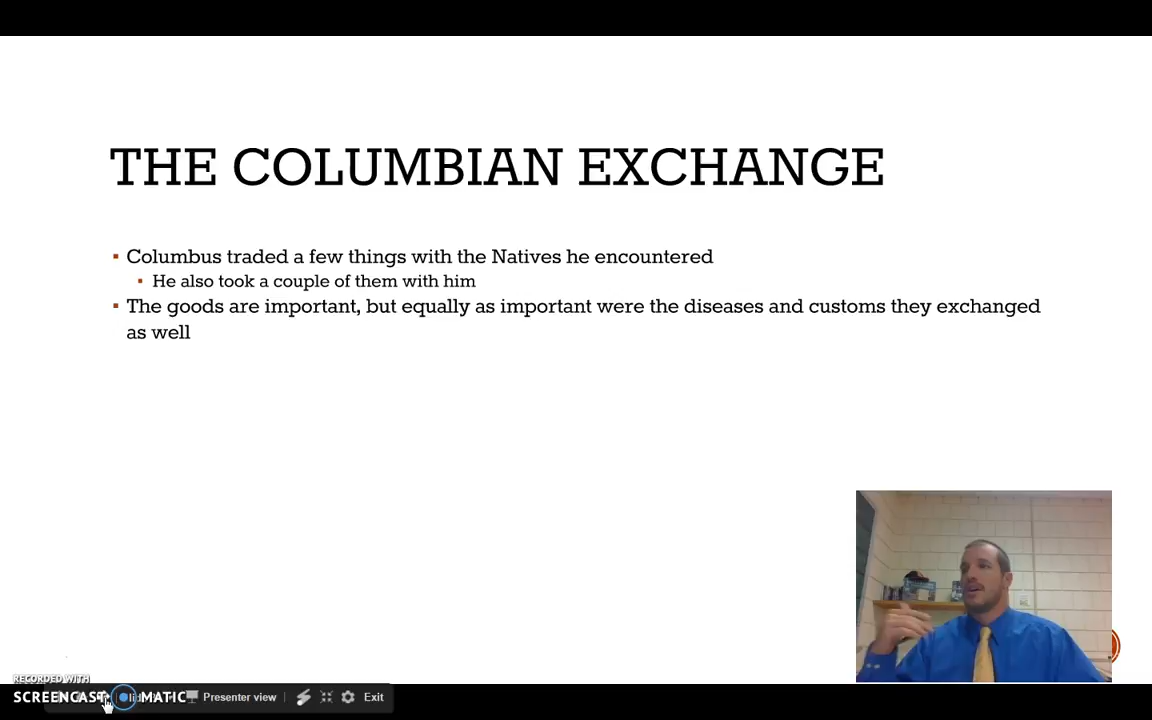 THE COLUMBIAN EXCHANGE
▪ Columbus traded a few things with the Natives he encountered
▪ He also took a couple of them with him
▪ The goods are important, but equally as important were the diseases and customs they exchanged
as well
RECORDED WITH
SCREENCAST MATIC
Presenter view
Exit